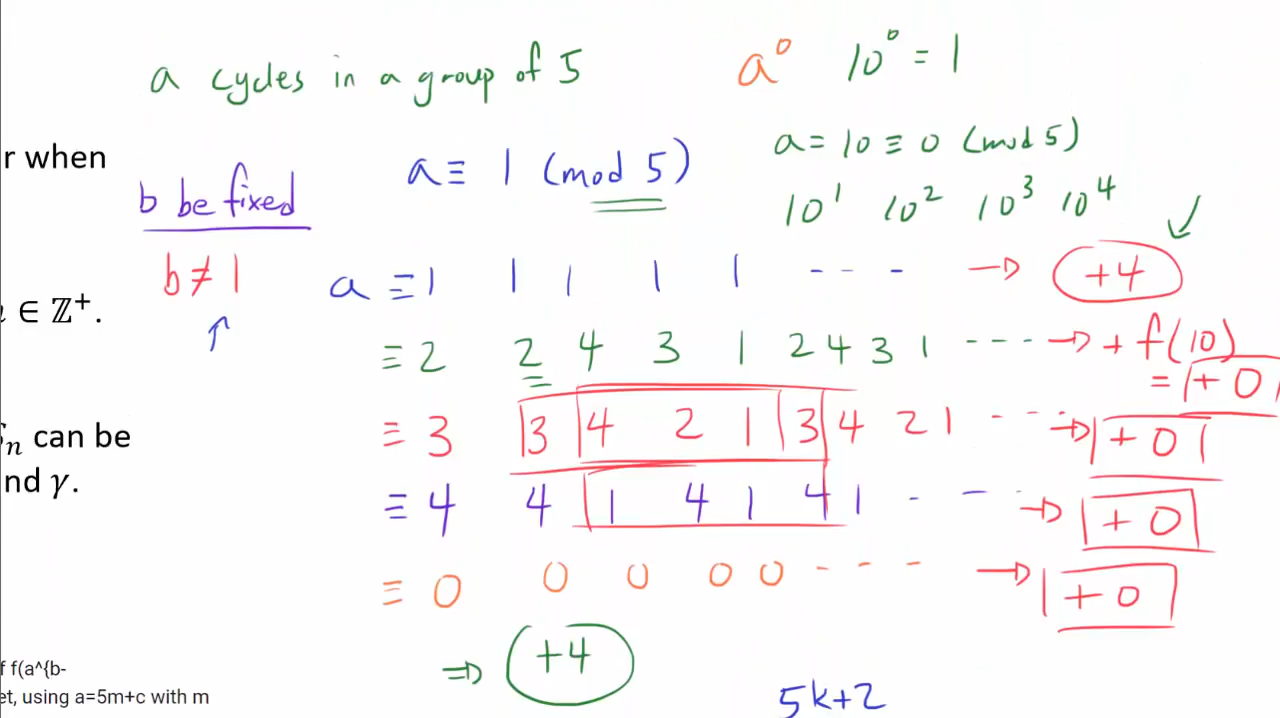 a cycles in a group of 5
a⁰ 10⁰ = 1
r when
b be fixed
a ≡ 1 (mod 5)
a = 10 ≡ 0 (mod 5)
10¹ 10² 10³ 10⁴
b ≠ 1
a ≡ 1 1 1 1 1 - - - → +4
∈ ℤ⁺.
↑
≡ 2 2 4 3 1 2 4 3 1 - - - - → + f(10)
= + 0
≡ 3 3 4 2 1 3 4 2 1 - - - → + 0
n can be
nd γ.
≡ 4 4 1 4 1 4 1 - - - → + 0
≡ 0 0 0 0 0 - - - - → + 0
⇒ +4
f f(a^{b-
et, using a=5m+c with m
5k+2